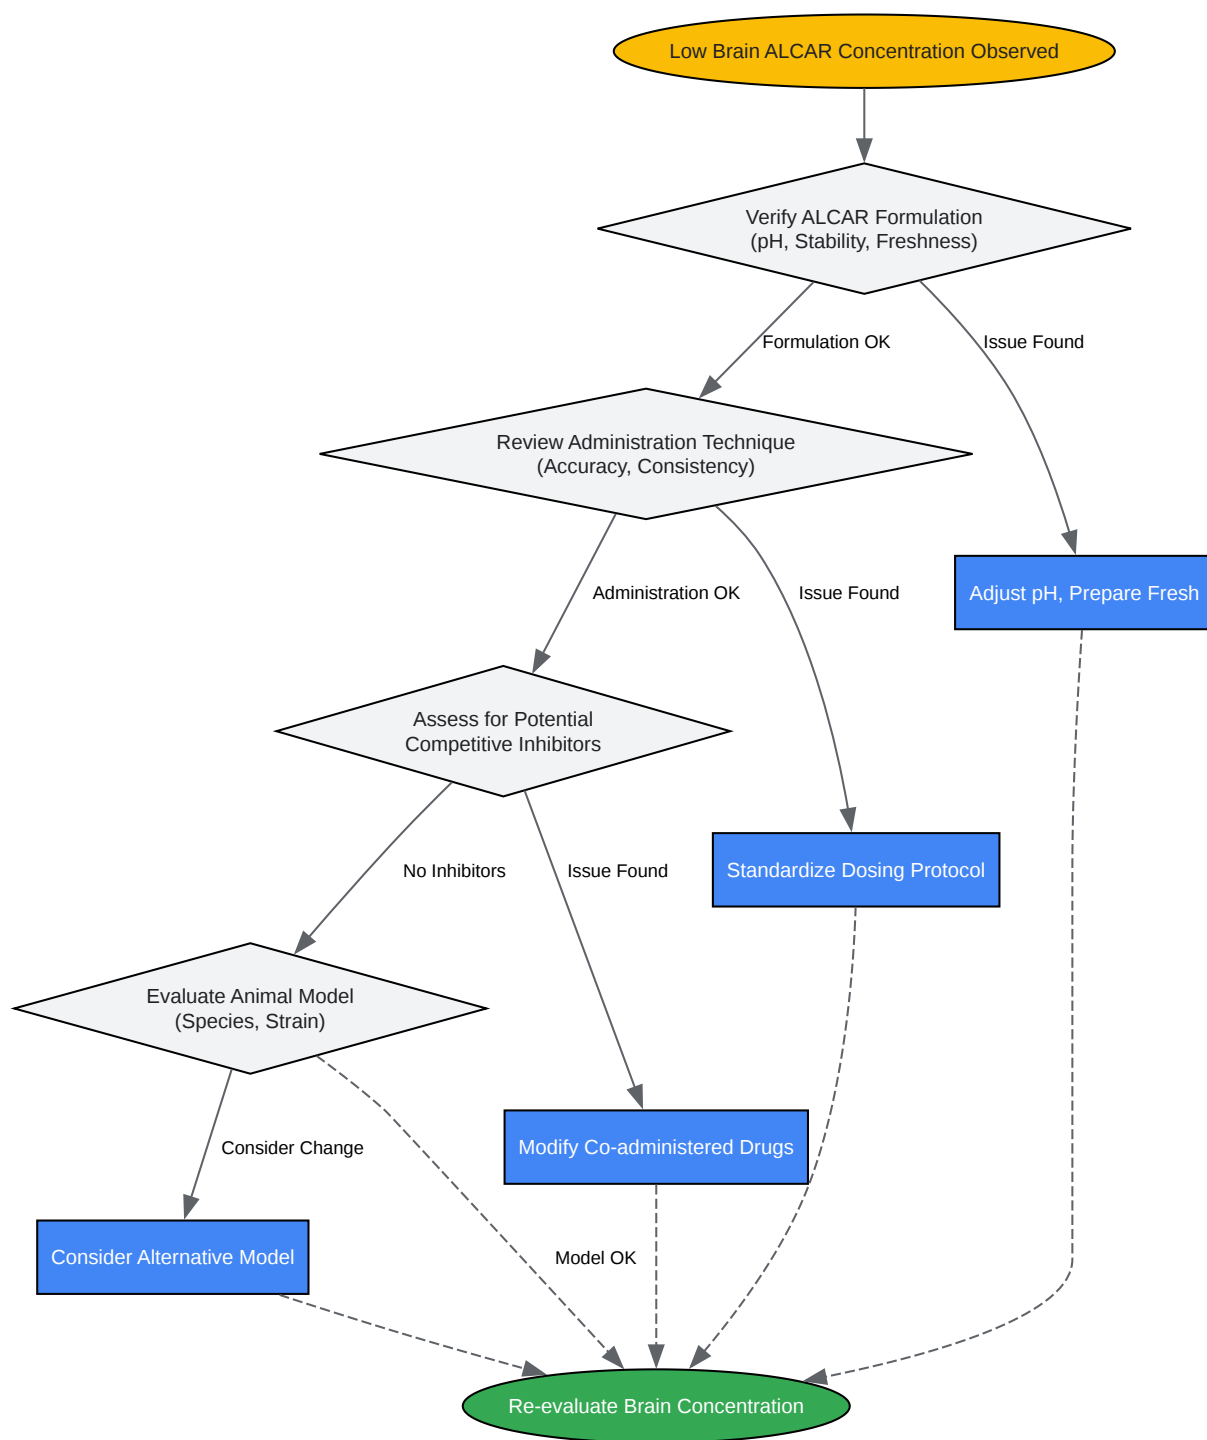 Low Brain ALCAR Concentration Observed
Verify ALCAR Formulation
(pH, Stability, Freshness)
Formulation OK
Issue Found
Review Administration Technique
(Accuracy, Consistency)
Administration OK
Issue Found
Adjust pH, Prepare Fresh
Assess for Potential
Competitive Inhibitors
No Inhibitors
Issue Found
Standardize Dosing Protocol
Evaluate Animal Model
(Species, Strain)
Consider Change
Modify Co-administered Drugs
Consider Alternative Model
Model OK
Re-evaluate Brain Concentration